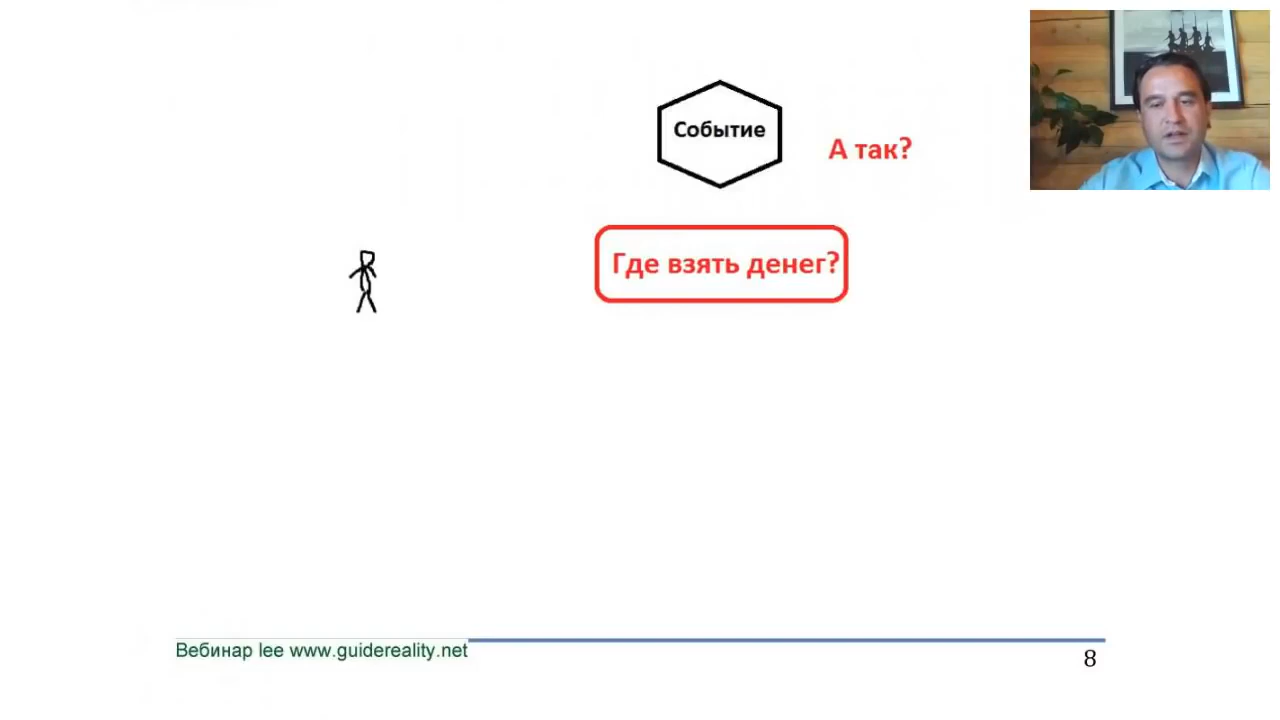 Событие
А так?
Где взять денег?
Вебинар lee www.guidereality.net
8